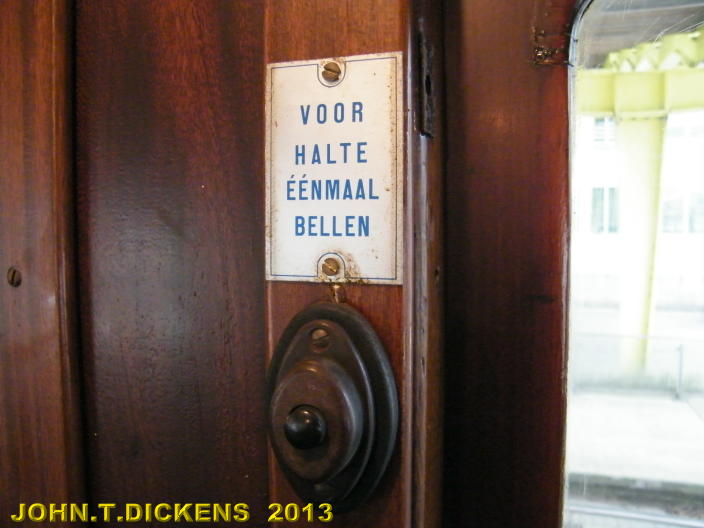 VOOR
HALTE
ÉÉNMAAL
BELLEN
JOHN.T.DICKENS 2013